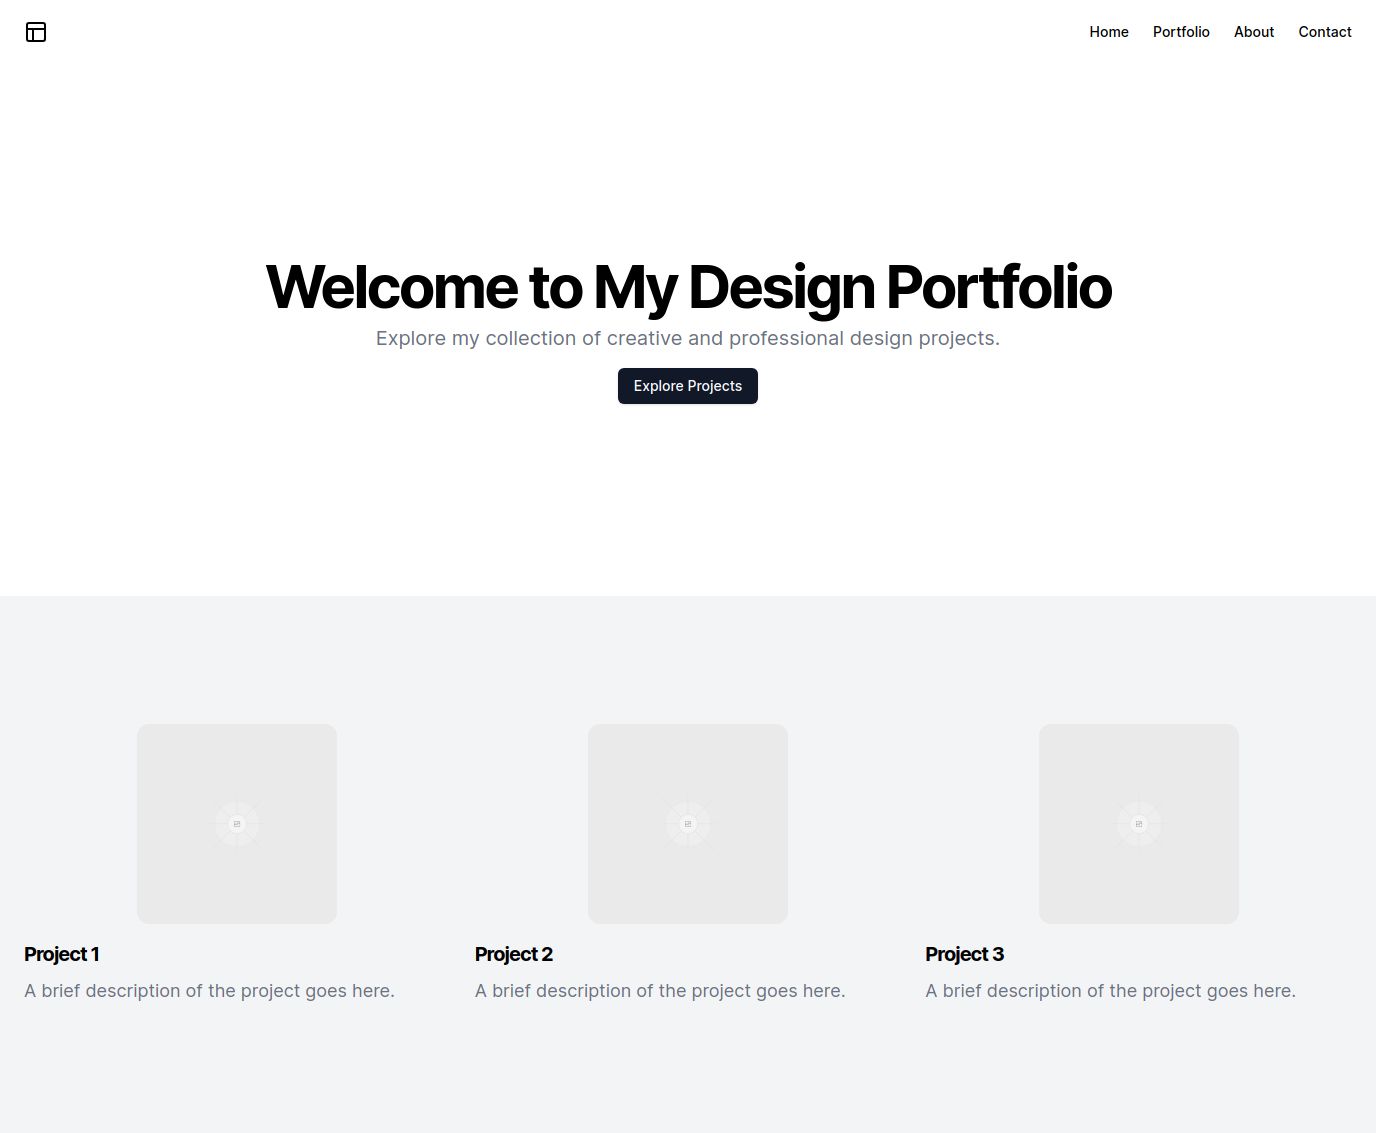 Home Portfolio About Contact
Welcome to My Design Portfolio
Explore my collection of creative and professional design projects.
Explore Projects
Project 1
A brief description of the project goes here.
Project 2
A brief description of the project goes here.
Project 3
A brief description of the project goes here.